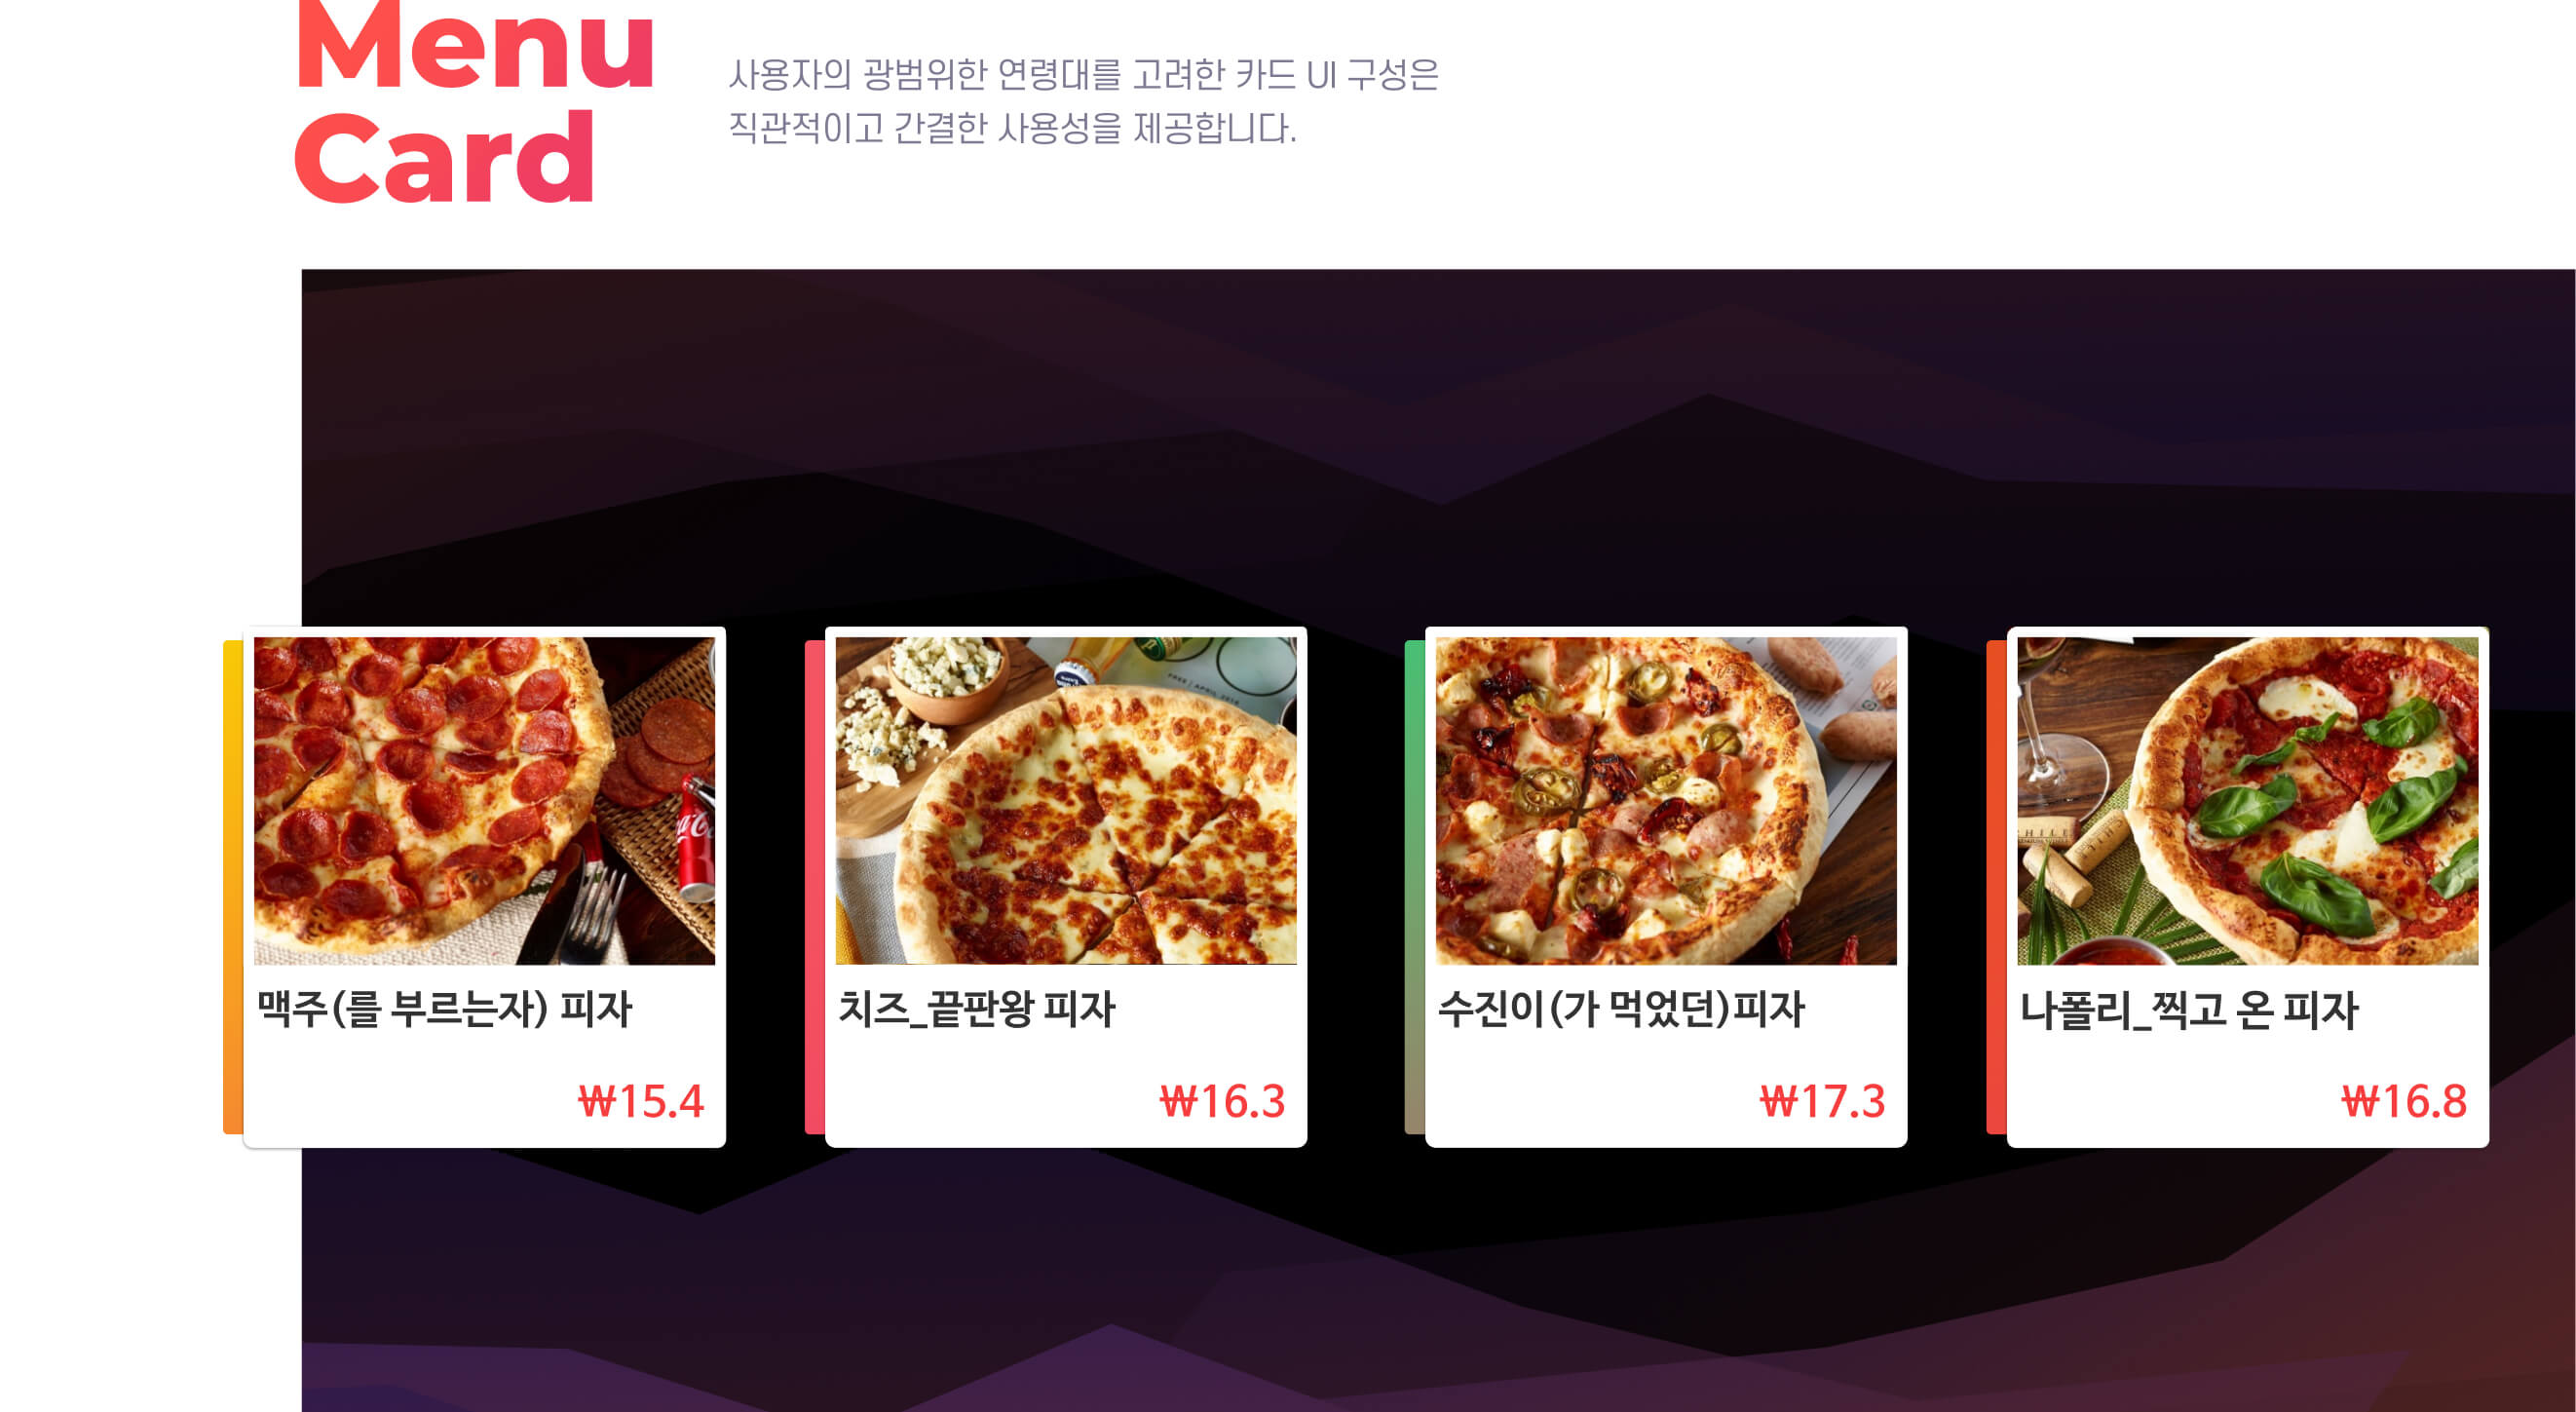 Menu
Card
사용자의 광범위한 연령대를 고려한 카드 UI 구성은
직관적이고 간결한 사용성을 제공합니다.
FREE | APRIL
맥주(를 부르는자) 피자
치즈_끝판왕 피자
수진이(가 먹었던)피자
나폴리_찍고 온 피자
₩15.4
₩16.3
₩17.3
₩16.8